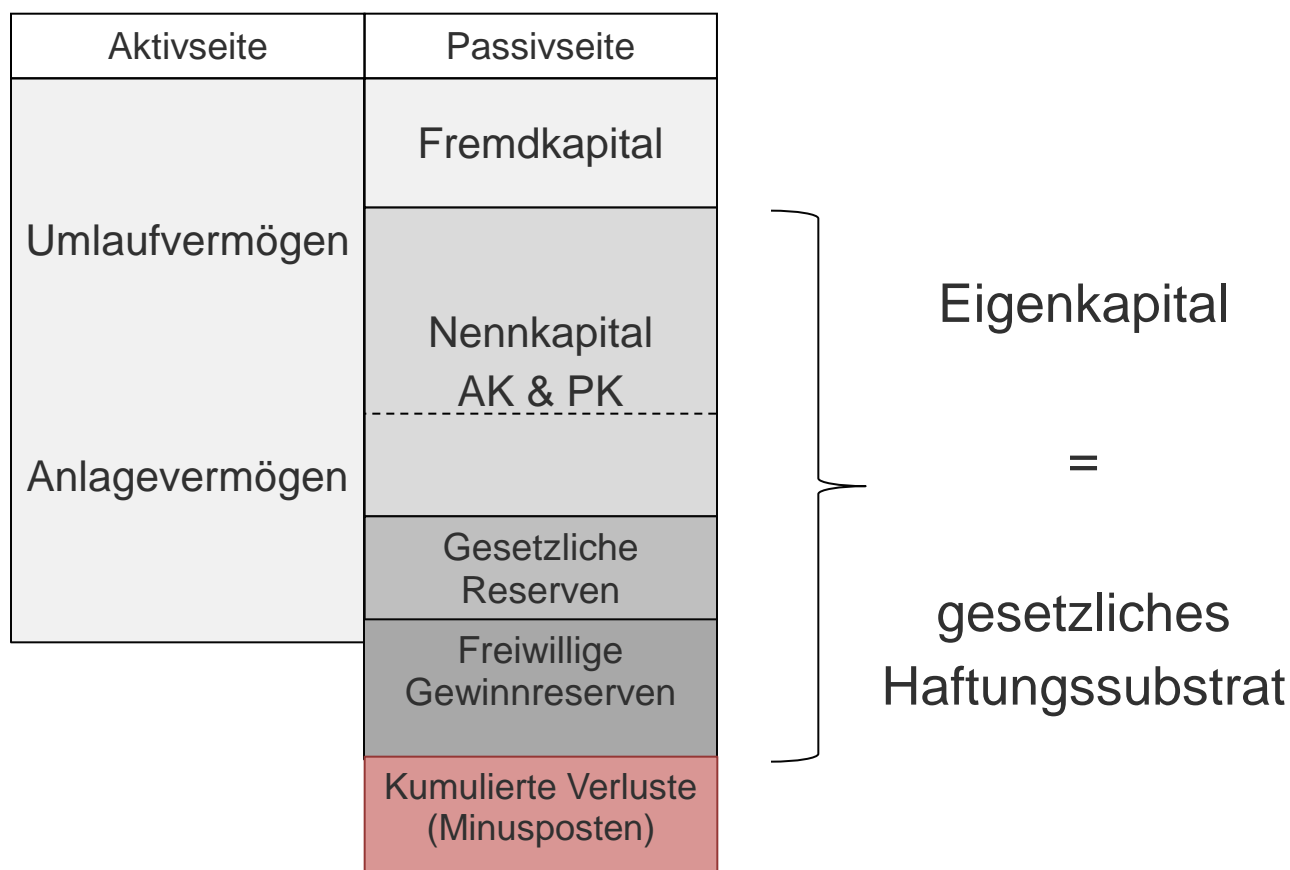 Aktivseite
Passivseite
Umlaufvermögen
Anlagevermögen
Fremdkapital
Nennkapital
AK & PK
Gesetzliche
Reserven
Freiwillige
Gewinnreserven
Kumulierte Verluste
(Minusposten)
Eigenkapital
=
gesetzliches
Haftungssubstrat